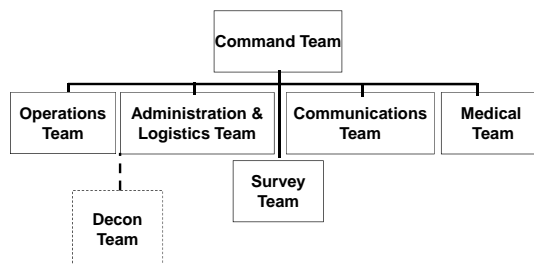 Command Team
Operations
Team
Administration &
Logistics Team
Communications
Team
Medical
Team
Survey
Team
Decon
Team